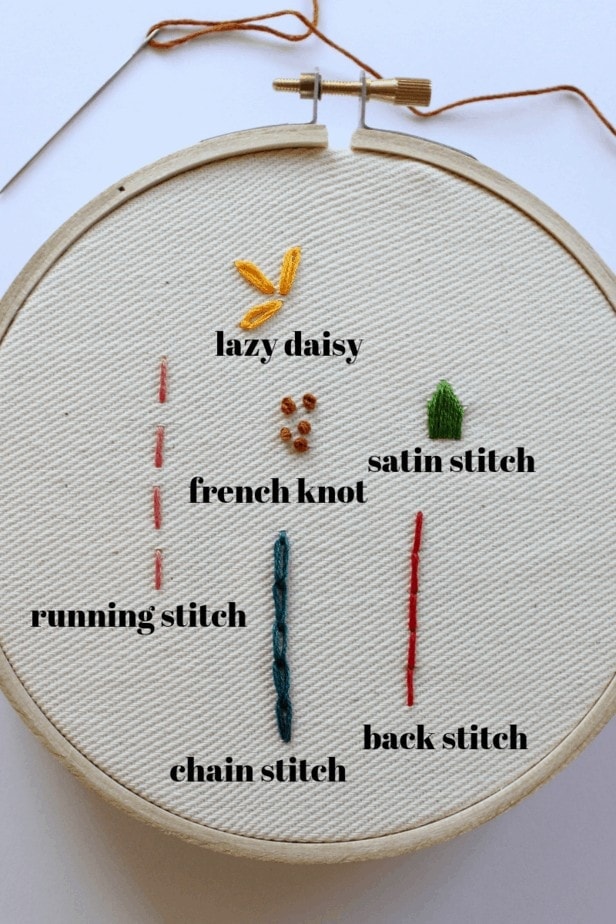 lazy daisy
satin stitch
french knot
running stitch
back stitch
chain stitch